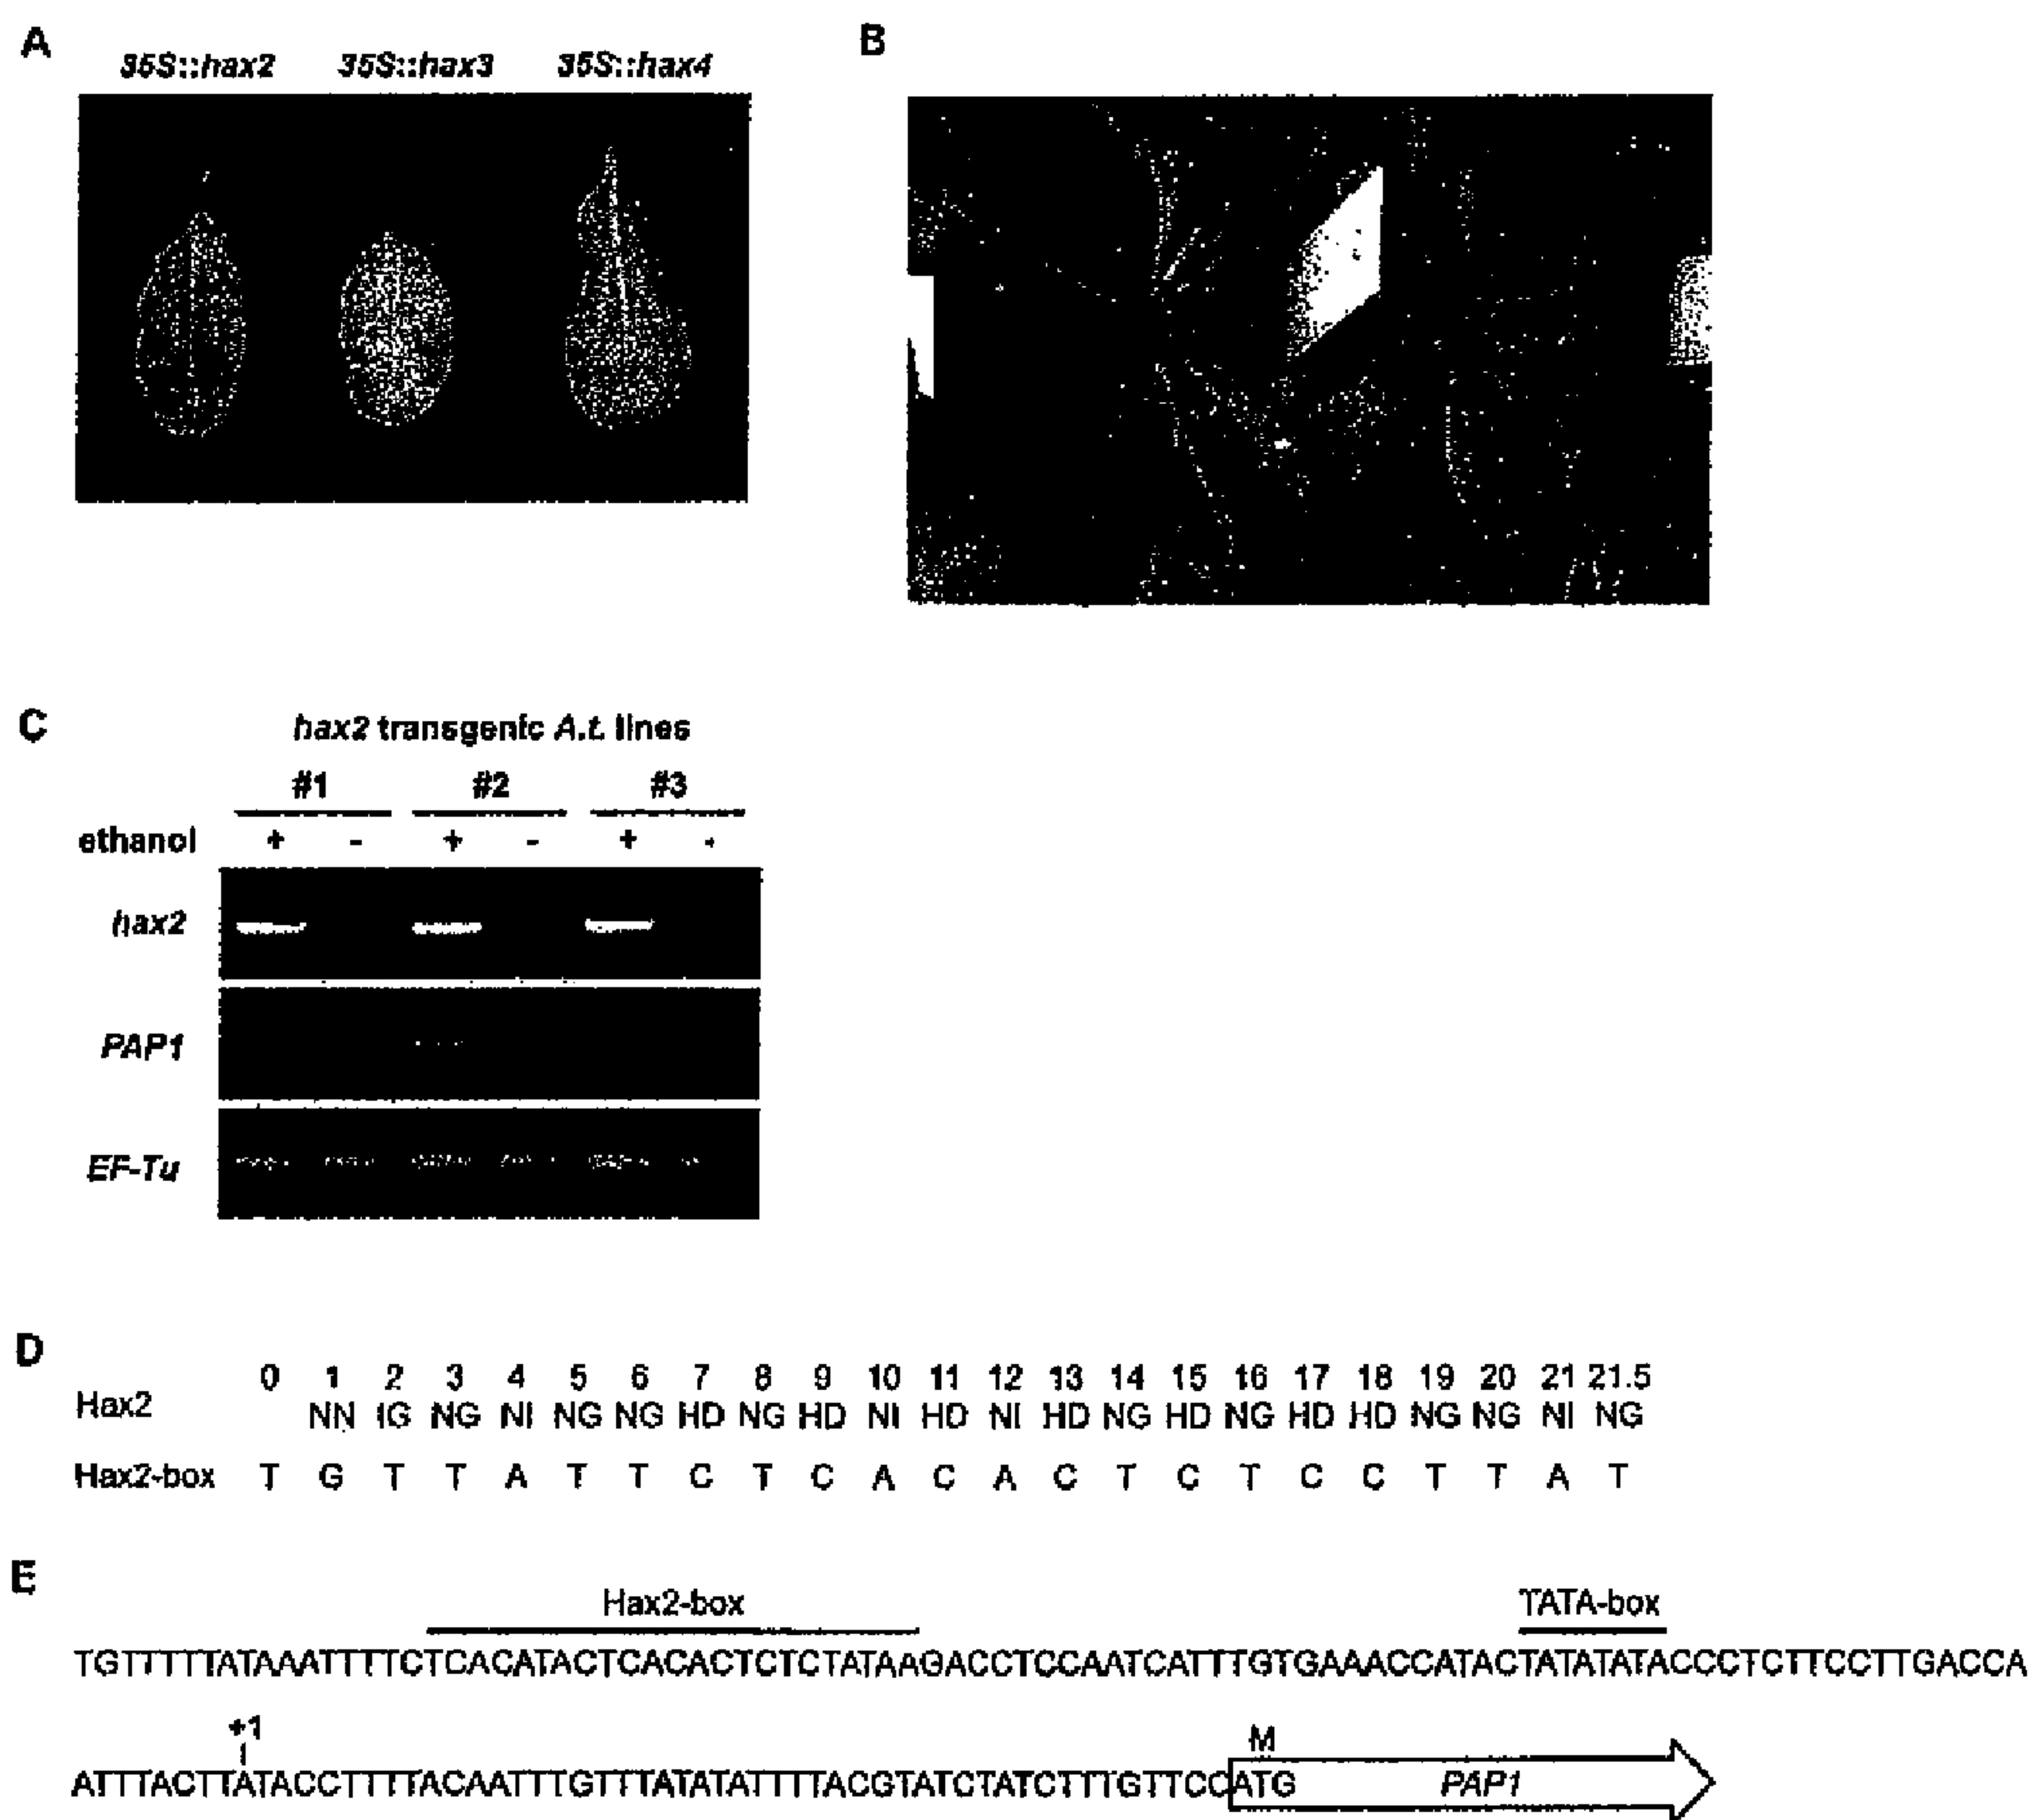 A
35S::hax2 35S::hax3 35S::hax4
B
C
hax2 transgenic A.t. lines
#1 #2 #3
ethanol + - + - + -
hax2
PAP1
EF-Tu
D
0 1 2 3 4 5 6 7 8 9 10 11 12 13 14 15 16 17 18 19 20 21 21.5
Hax2 NN IG NG NI NG NG HD NG HD NI HD NI HD NG HD NG HD HD NG NG NI NG
Hax2-box T G T T A T T C T C A C A C T C T C C T T A T
E
Hax2-box TATA-box
TGTTTTTATAAATTTTCTCACATACTCACACTCTCTATAAGACCTCCAATCATTTGTGAAACCATACTATATATACCCTCTTCCTTGACCA
+1 M
ATTTACTTATACCTTTTACAATTTGTTTATATATTTTACGTATCTATCTTTGTTCCATG PAP1